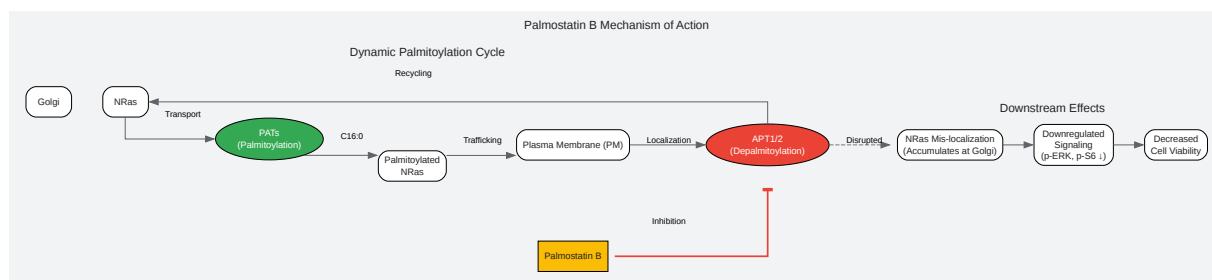 Palmostatin B Mechanism of Action
Dynamic Palmitoylation Cycle
Recycling
Golgi
NRas
Transport
PATs
(Palmitoylation)
C16:0
Palmitoylated
NRas
Trafficking
Plasma Membrane (PM)
Localization
APT1/2
(Depalmitoylation)
Disrupted
Downstream Effects
NRas Mis-localization
(Accumulates at Golgi)
Downregulated
Signaling
(p-ERK, p-S6 ↓)
Decreased
Cell Viability
Inhibition
Palmostatin B